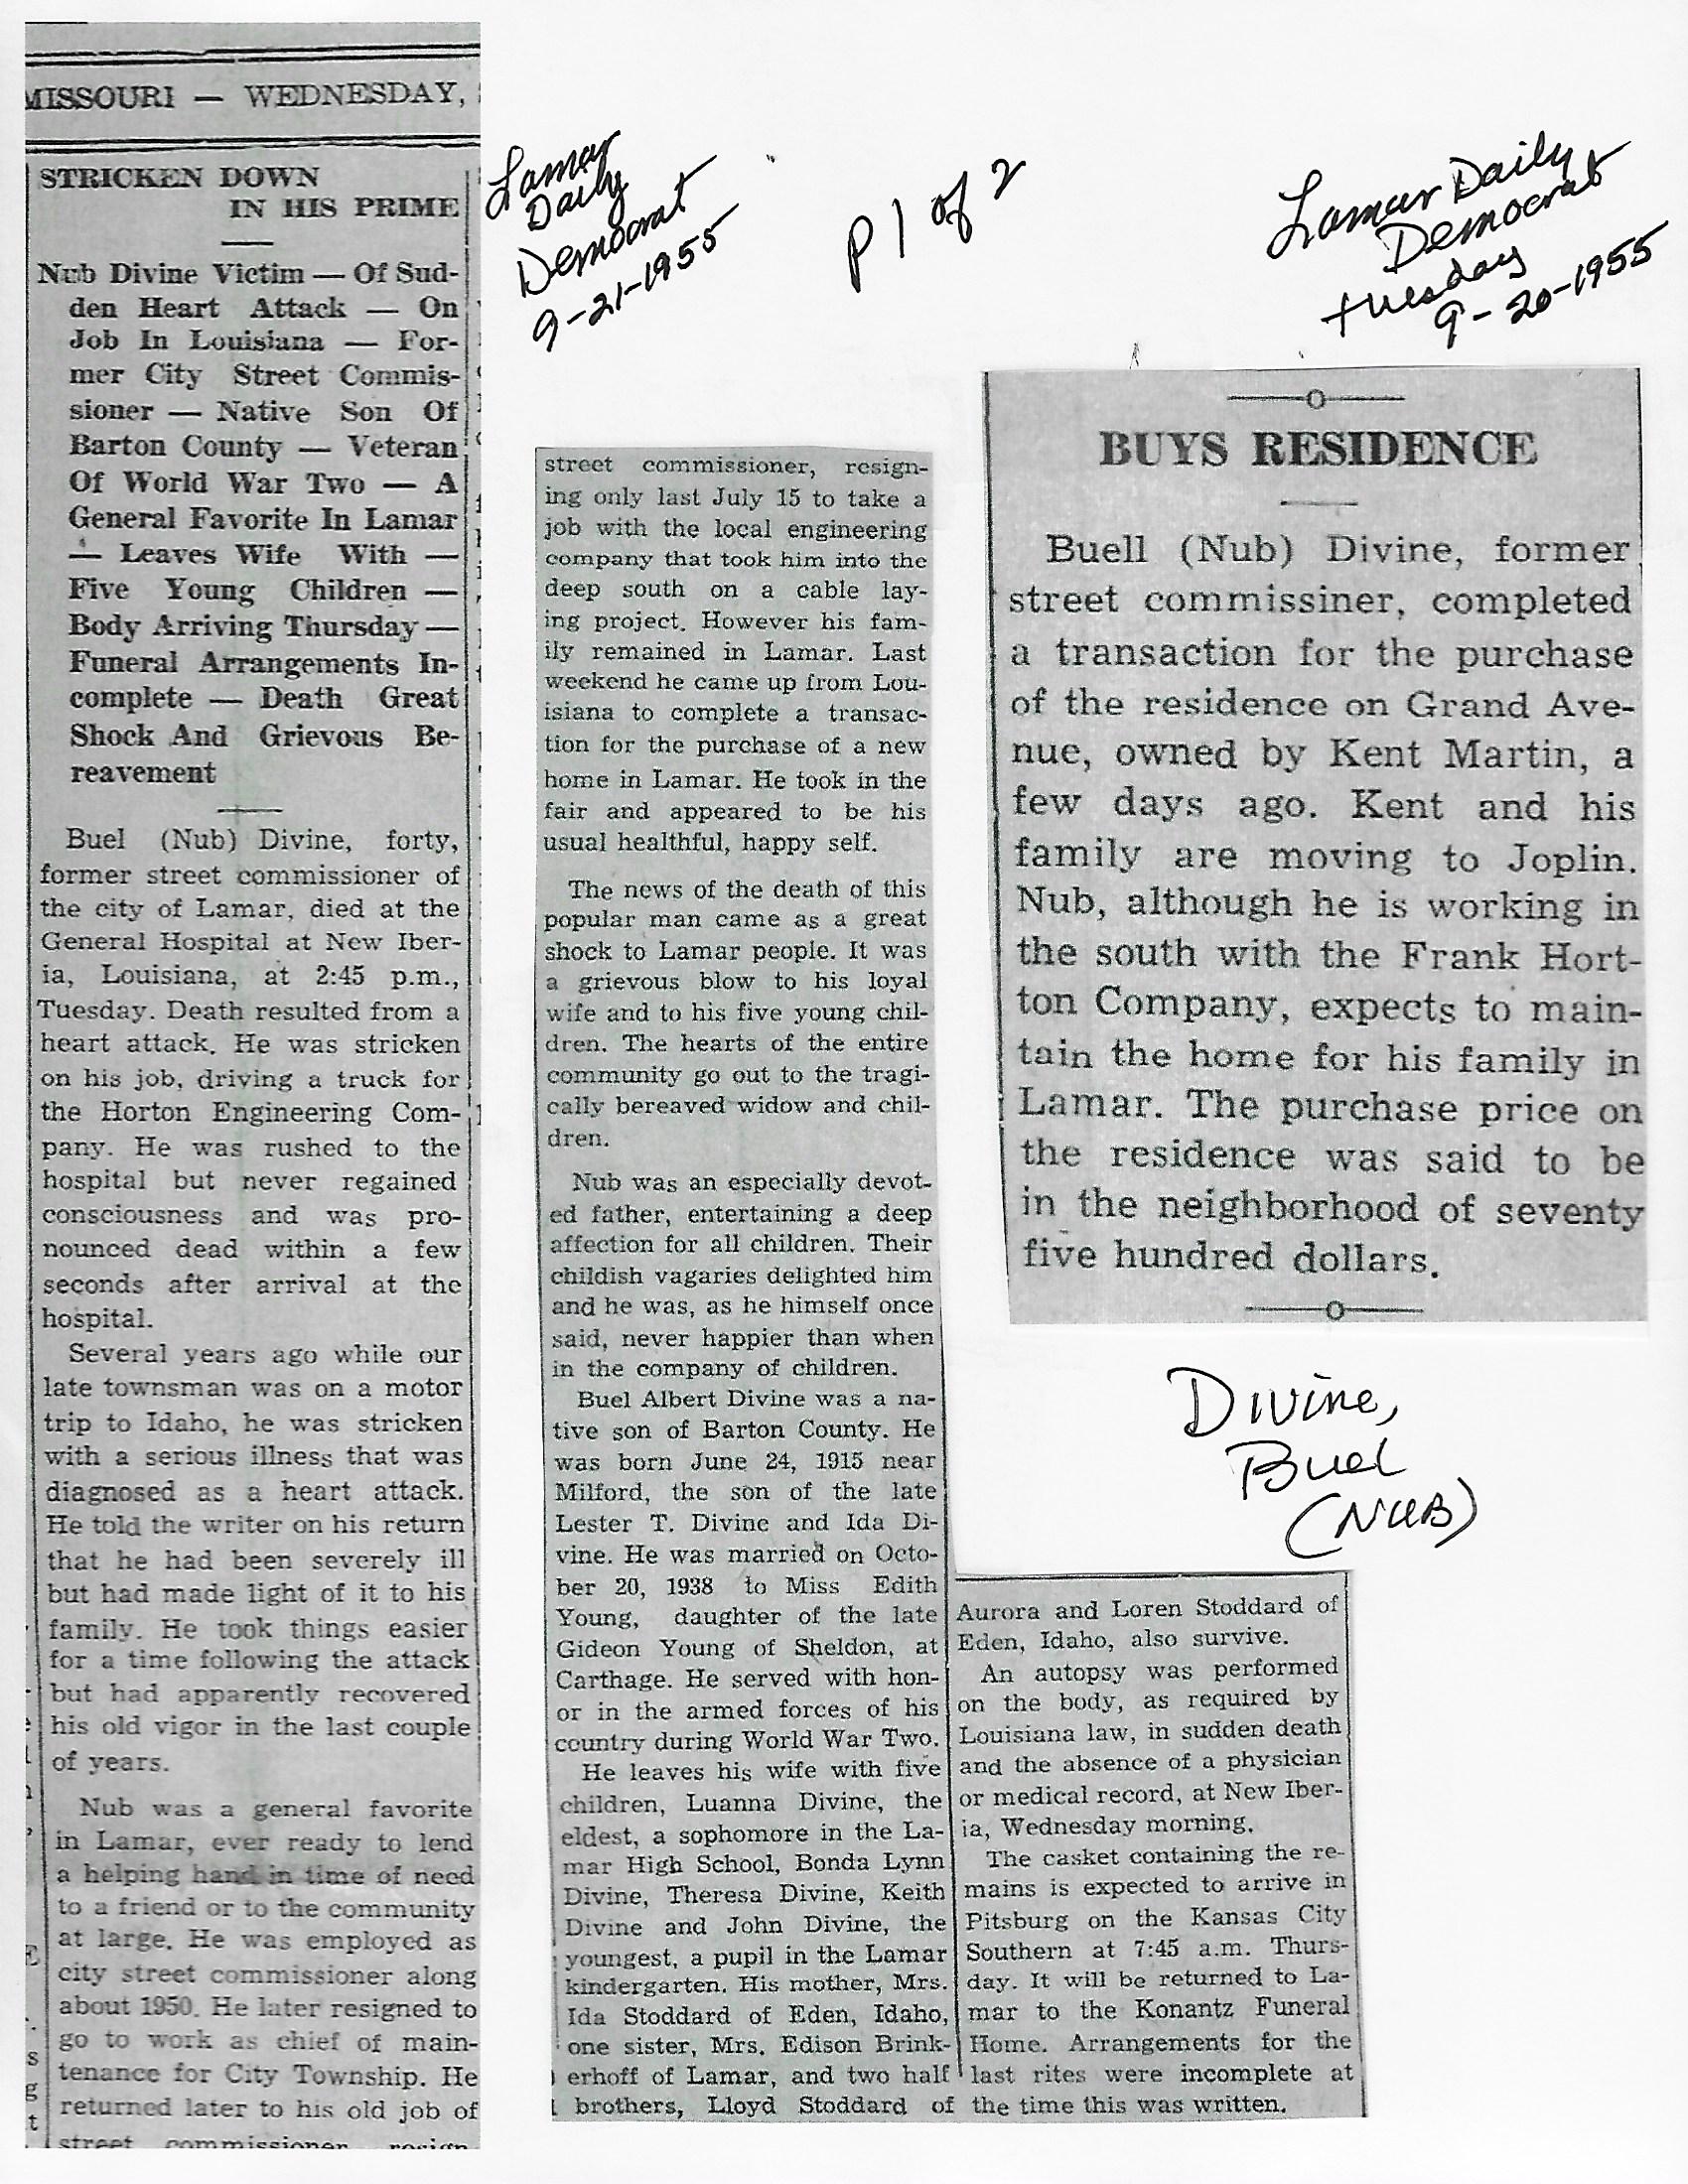 MISSOURI — WEDNESDAY,
STRICKEN DOWN
IN HIS PRIME
Nub Divine Victim — Of Sud-
den Heart Attack — On
Job In Louisiana — For-
mer City Street Commis-
sioner — Native Son Of
Barton County — Veteran
Of World War Two — A
General Favorite In Lamar
— Leaves Wife With —
Five Young Children —
Body Arriving Thursday —
Funeral Arrangements In-
complete — Death Great
Shock And Grievous Be-
reavement
Buel (Nub) Divine, forty,
former street commissioner of
the city of Lamar, died at the
General Hospital at New Iber-
ia, Louisiana, at 2:45 p.m.,
Tuesday. Death resulted from a
heart attack. He was stricken
on his job, driving a truck for
the Horton Engineering Com-
pany. He was rushed to the
hospital but never regained
consciousness and was pro-
nounced dead within a few
seconds after arrival at the
hospital.
Several years ago while our
late townsman was on a motor
trip to Idaho, he was stricken
with a serious illness that was
diagnosed as a heart attack.
He told the writer on his return
that he had been severely ill
but had made light of it to his
family. He took things easier
for a time following the attack
but had apparently recovered
his old vigor in the last couple
of years.
Nub was a general favorite
in Lamar, ever ready to lend
a helping hand in time of need
to a friend or to the community
at large. He was employed as
city street commissioner along
about 1950. He later resigned to
go to work as chief of main-
tenance for City Township. He
returned later to his old job of
street commissioner, resign-
Lamar
Daily
Democrat
9-21-1955
P 1 of 2
street commissioner, resign-
ing only last July 15 to take a
job with the local engineering
company that took him into the
deep south on a cable lay-
ing project. However his fam-
ily remained in Lamar. Last
weekend he came up from Lou-
isiana to complete a transac-
tion for the purchase of a new
home in Lamar. He took in the
fair and appeared to be his
usual healthful, happy self.
The news of the death of this
popular man came as a great
shock to Lamar people. It was
a grievous blow to his loyal
wife and to his five young chil-
dren. The hearts of the entire
community go out to the tragi-
cally bereaved widow and chil-
dren.
Nub was an especially devot-
ed father, entertaining a deep
affection for all children. Their
childish vagaries delighted him
and he was, as he himself once
said, never happier than when
in the company of children.
Buel Albert Divine was a na-
tive son of Barton County. He
was born June 24, 1915 near
Milford, the son of the late
Lester T. Divine and Ida Di-
vine. He was married on Octo-
ber 20, 1938 to Miss Edith
Young, daughter of the late
Gideon Young of Sheldon, at
Carthage. He served with hon-
or in the armed forces of his
country during World War Two.
He leaves his wife with five
children, Luanna Divine, the
eldest, a sophomore in the La-
mar High School, Bonda Lynn
Divine, Theresa Divine, Keith
Divine and John Divine, the
youngest, a pupil in the Lamar
kindergarten. His mother, Mrs.
Ida Stoddard of Eden, Idaho,
one sister, Mrs. Edison Brink-
erhoff of Lamar, and two half
brothers, Lloyd Stoddard of
Aurora and Loren Stoddard of
Eden, Idaho, also survive.
An autopsy was performed
on the body, as required by
Louisiana law, in sudden death
and the absence of a physician
or medical record, at New Iber-
ia, Wednesday morning.
The casket containing the re-
mains is expected to arrive in
Pitsburg on the Kansas City
Southern at 7:45 a.m. Thurs-
day. It will be returned to La-
mar to the Konantz Funeral
Home. Arrangements for the
last rites were incomplete at
the time this was written.
Lamar Daily
Democrat
tuesday
9-20-1955
BUYS RESIDENCE
Buell (Nub) Divine, former
street commissiner, completed
a transaction for the purchase
of the residence on Grand Ave-
nue, owned by Kent Martin, a
few days ago. Kent and his
family are moving to Joplin.
Nub, although he is working in
the south with the Frank Hort-
ton Company, expects to main-
tain the home for his family in
Lamar. The purchase price on
the residence was said to be
in the neighborhood of seventy
five hundred dollars.
Divine,
Buel
(NUB)